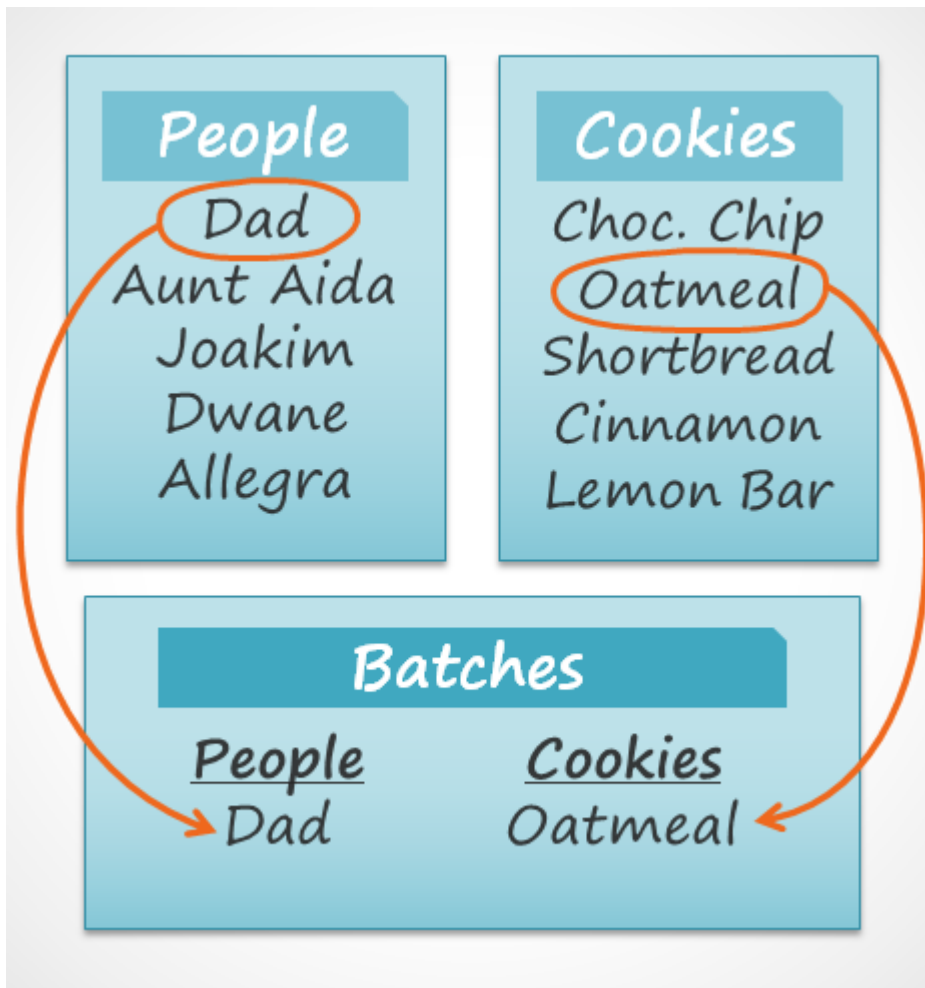 People
Dad
Aunt Aida
Joakim
Dwane
Allegra
Cookies
Choc. Chip
Oatmeal
Shortbread
Cinnamon
Lemon Bar
Batches
People Cookies
Dad Oatmeal